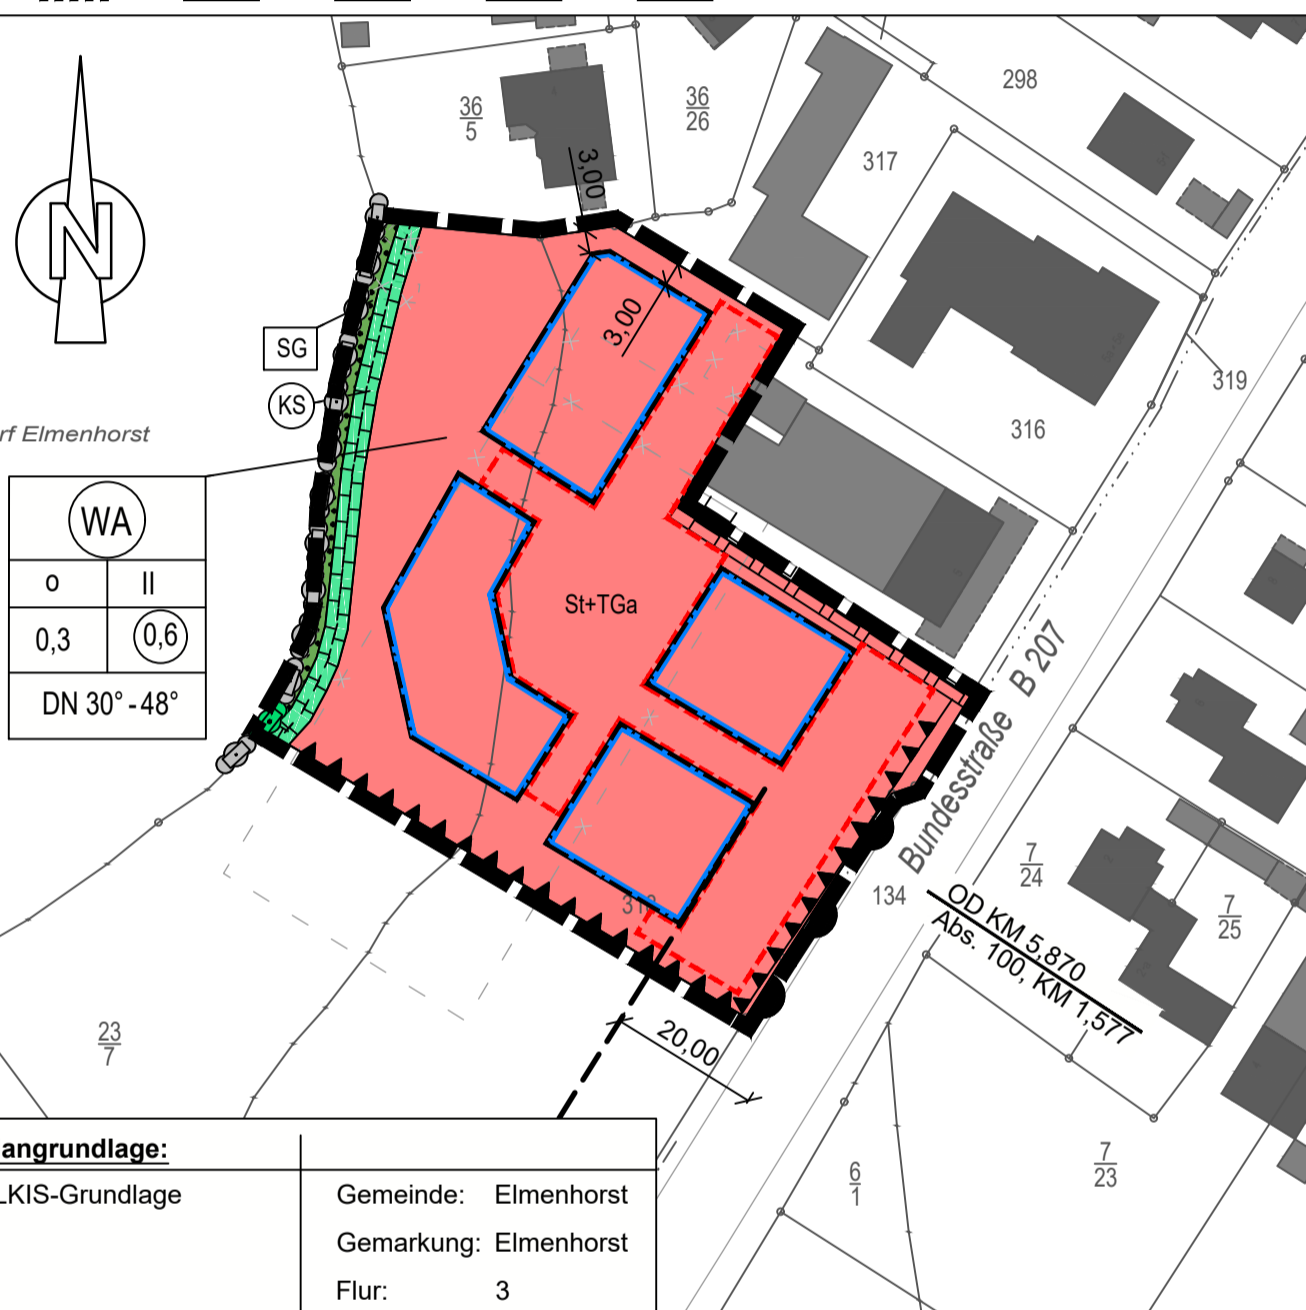 298
36
5
36
26
317
3,00
N
3,00
SG
319
KS
316
rf Elmenhorst
WA
o II
0,3 0,6
DN 30° - 48°
St+TGa
Bundesstraße B 207
7
24
134
OD KM 5,870
Abs. 100, KM 1,577
7
25
20,00
23
7
7
23
6
1
angrundlage:
LKIS-Grundlage
Gemeinde: Elmenhorst
Gemarkung: Elmenhorst
Flur: 3